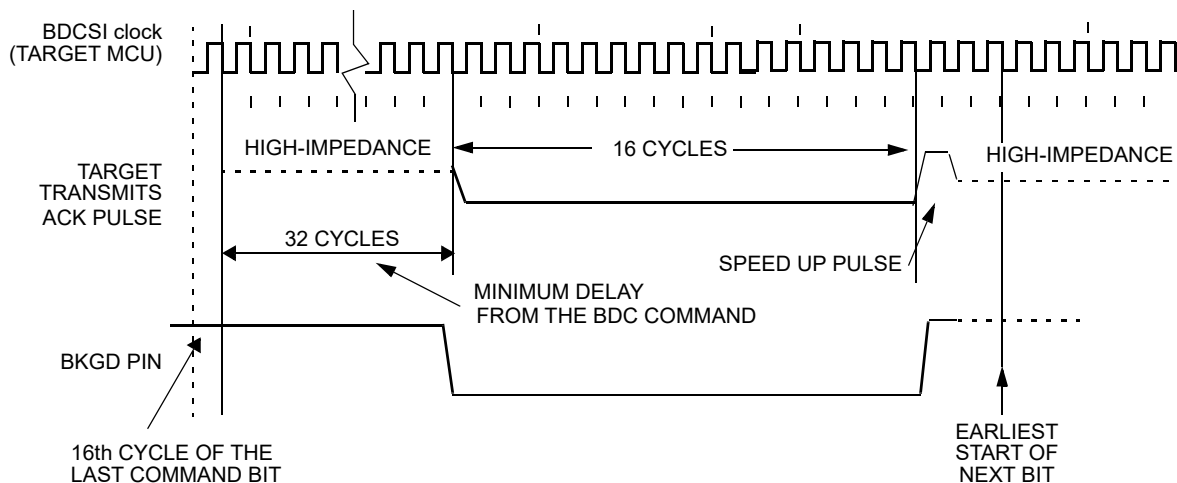 BDCSI clock
(TARGET MCU)
HIGH-IMPEDANCE
16 CYCLES
HIGH-IMPEDANCE
TARGET
TRANSMITS
ACK PULSE
32 CYCLES
SPEED UP PULSE
MINIMUM DELAY
FROM THE BDC COMMAND
BKGD PIN
16th CYCLE OF THE
LAST COMMAND BIT
EARLIEST
START OF
NEXT BIT